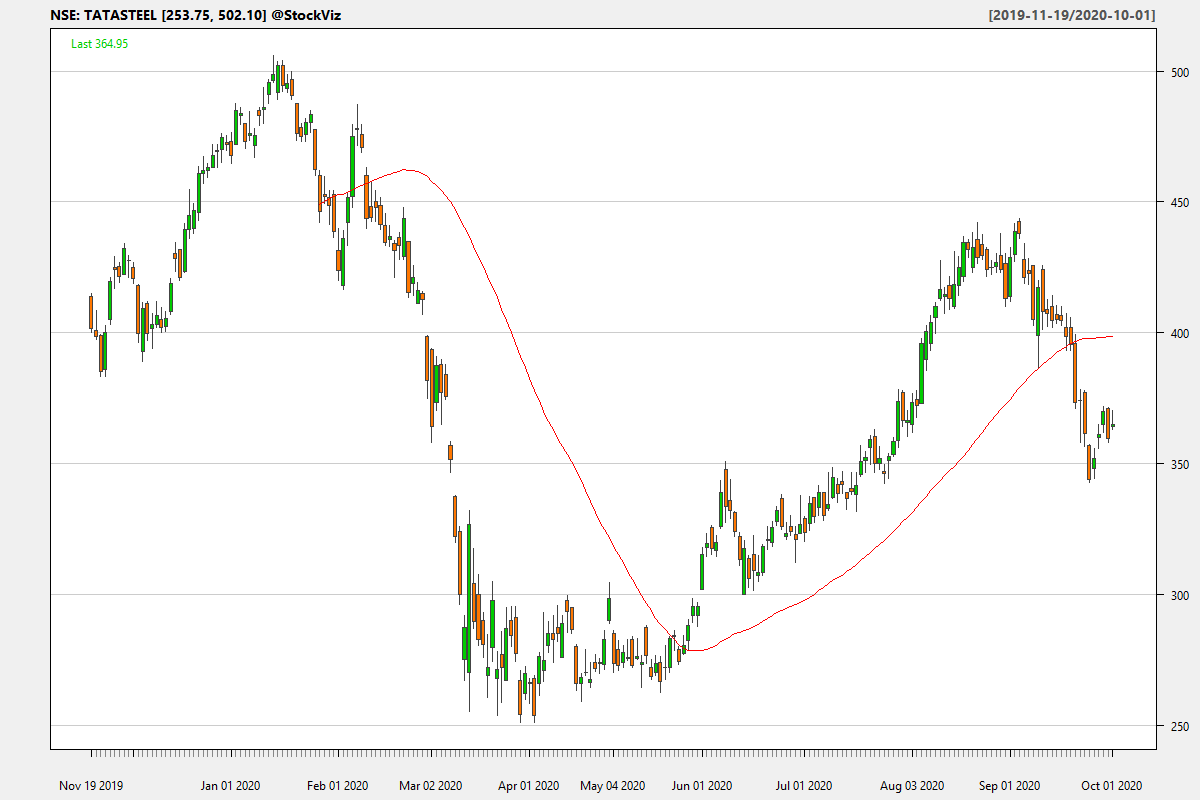 NSE: TATASTEEL [253.75, 502.10] @StockViz
[2019-11-19/2020-10-01]
Last 364.95
500
450
400
350
300
250
Nov 19 2019
Jan 01 2020
Feb 01 2020
Mar 02 2020
Apr 01 2020
May 04 2020
Jun 01 2020
Jul 01 2020
Aug 03 2020
Sep 01 2020
Oct 01 2020